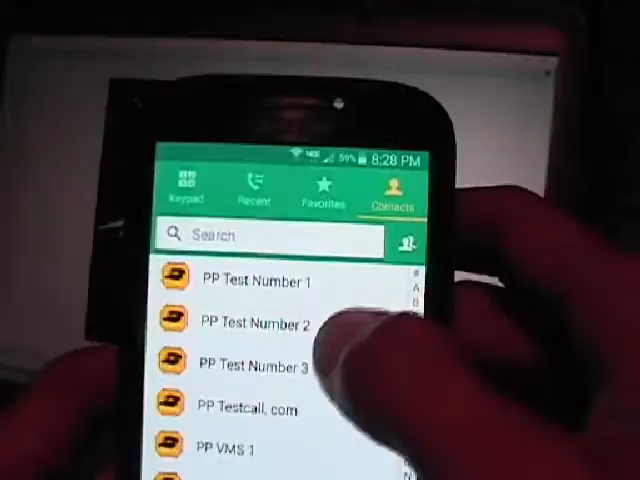 59% 8:28 PM
Keypad Recent Favorites Contacts
Search
#
A
B
PP Test Number 1
PP Test Number 2
PP Test Number 3
PP Testcall, com
PP VMS 1
N